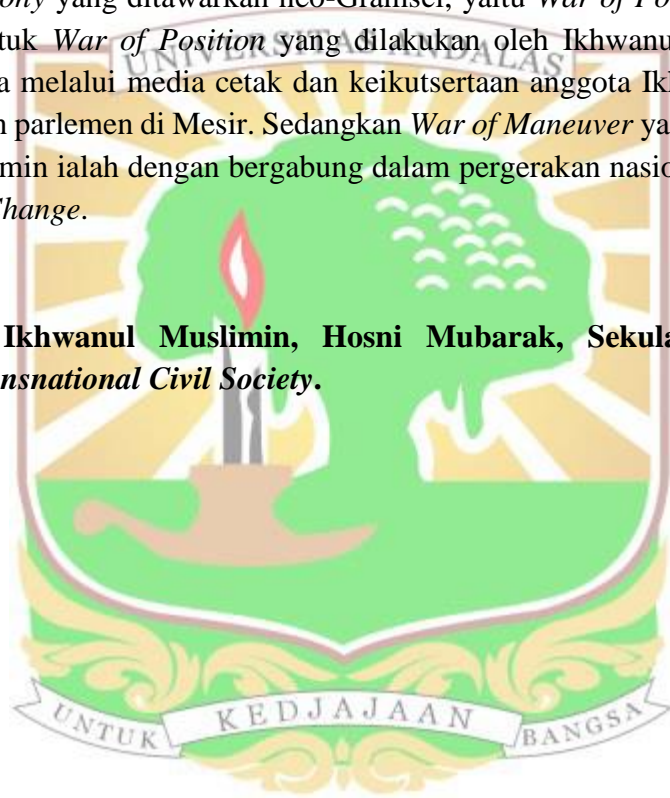 ony yang ditawarkan neo-Gramsci, yaitu War of Po
UNIVERSITAS ANDALAS
tuk War of Position yang dilakukan oleh Ikhwanu
a melalui media cetak dan keikutsertaan anggota Ikh
n parlemen di Mesir. Sedangkan War of Maneuver ya
min ialah dengan bergabung dalam pergerakan nasio
Change.
Ikhwanul Muslimin, Hosni Mubarak, Sekula
nsnational Civil Society.
UNTUK KEDJAJAAN BANGSA